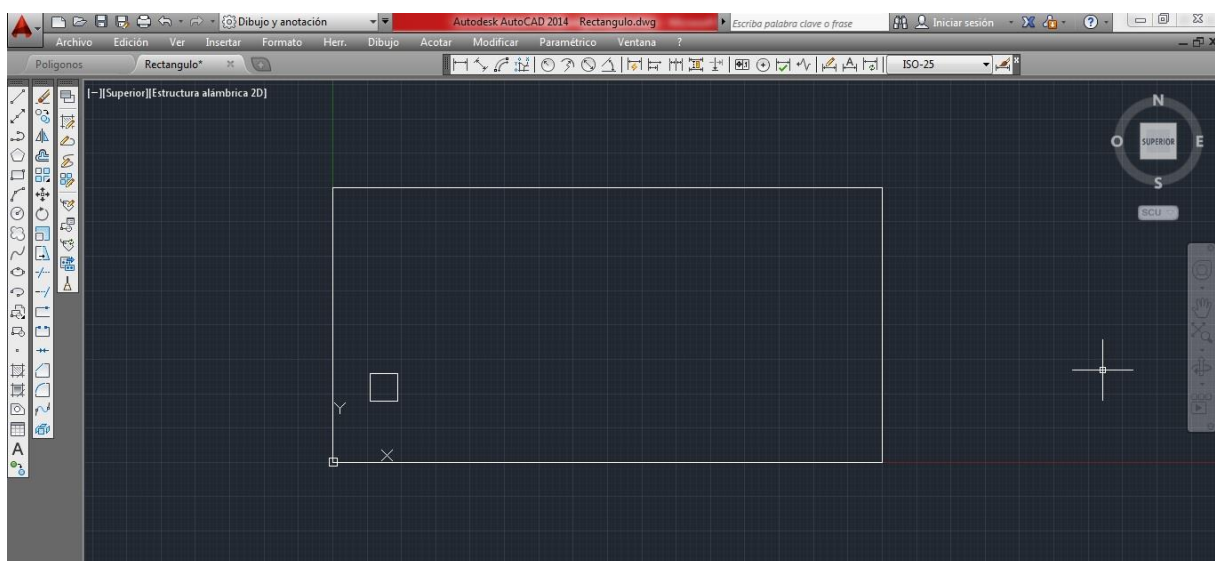 Dibujo y anotación Autodesk AutoCAD 2014 Rectangulo.dwg Escriba palabra clave o frase Iniciar sesión ?
Archivo Edición Ver Insertar Formato Herr. Dibujo Acotar Modificar Paramétrico Ventana ?
Poligonos Rectangulo* ISO-25
[−][Superior][Estructura alámbrica 2D]
N
O SUPERIOR E
S
SCU
Y
X
A